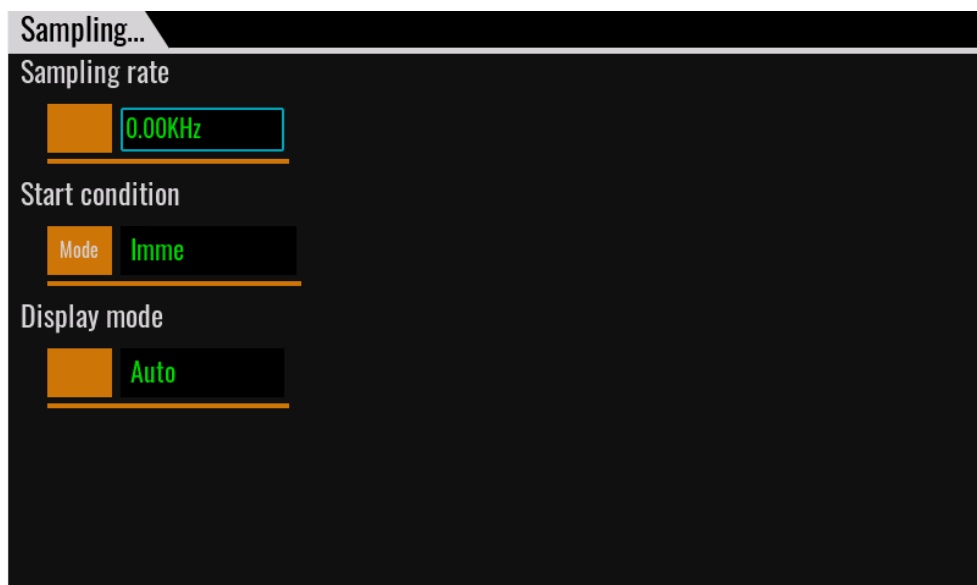 Sampling...
Sampling rate
0.00KHz
Start condition
Mode Imme
Display mode
Auto